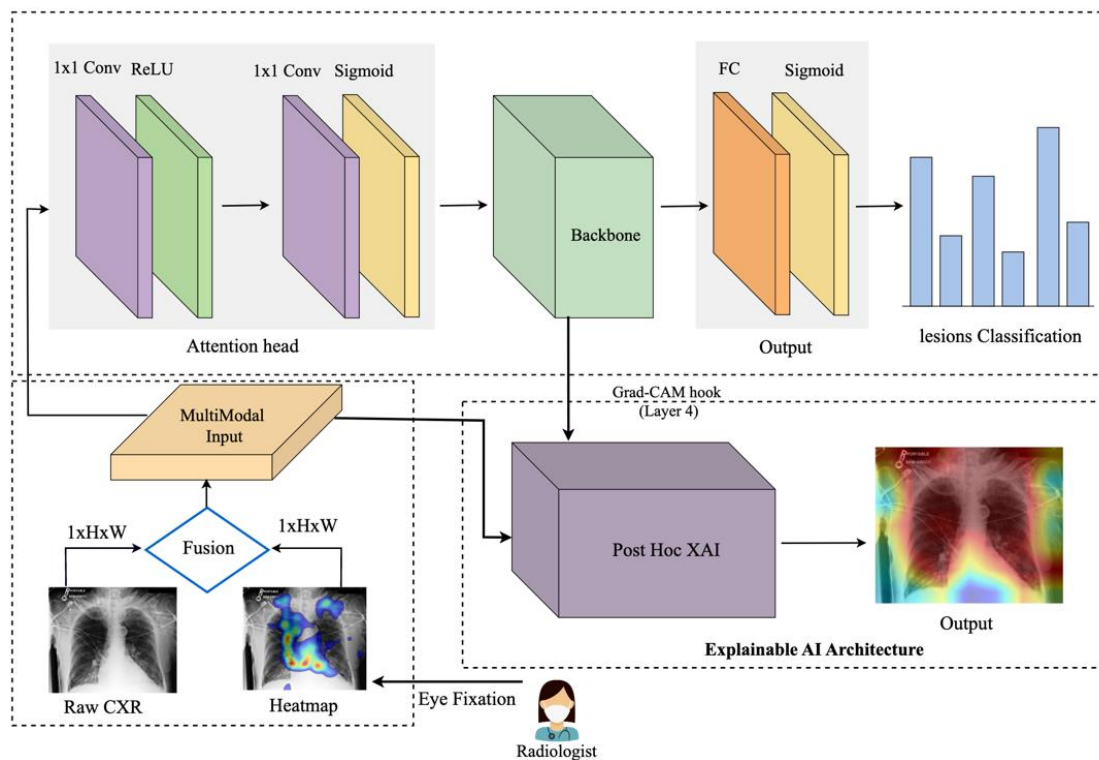 1x1 Conv
ReLU
1x1 Conv
Sigmoid
Attention head
Backbone
FC
Sigmoid
Output
lesions Classification
MultiModal
Input
1xHxW
1xHxW
Fusion
Raw CXR
Heatmap
Eye Fixation
Radiologist
Grad-CAM hook
(Layer 4)
Post Hoc XAI
PORTABLE
Output
Explainable AI Architecture